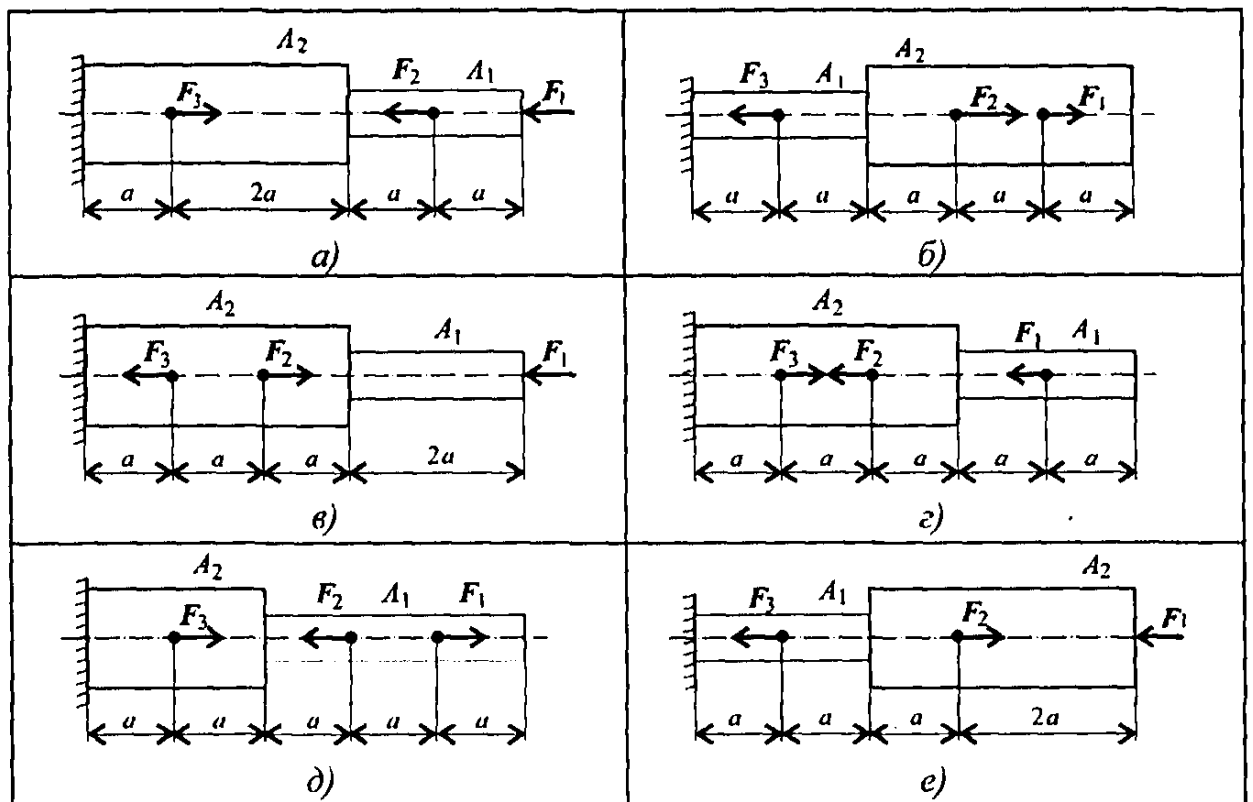 A₂
F₂ A₁
F₃ F₁
a 2a a a
а)
A₂
F₃ A₁
F₂ F₁
a a a a a
б)
A₂
A₁
F₃ F₂ F₁
a a a 2a
в)
A₂
F₁ A₁
F₃ F₂
a a a a a
г)
A₂
F₂ A₁ F₁
F₃
a a a a a
д)
A₂
F₃ A₁
F₂ F₁
a a a 2a
е)